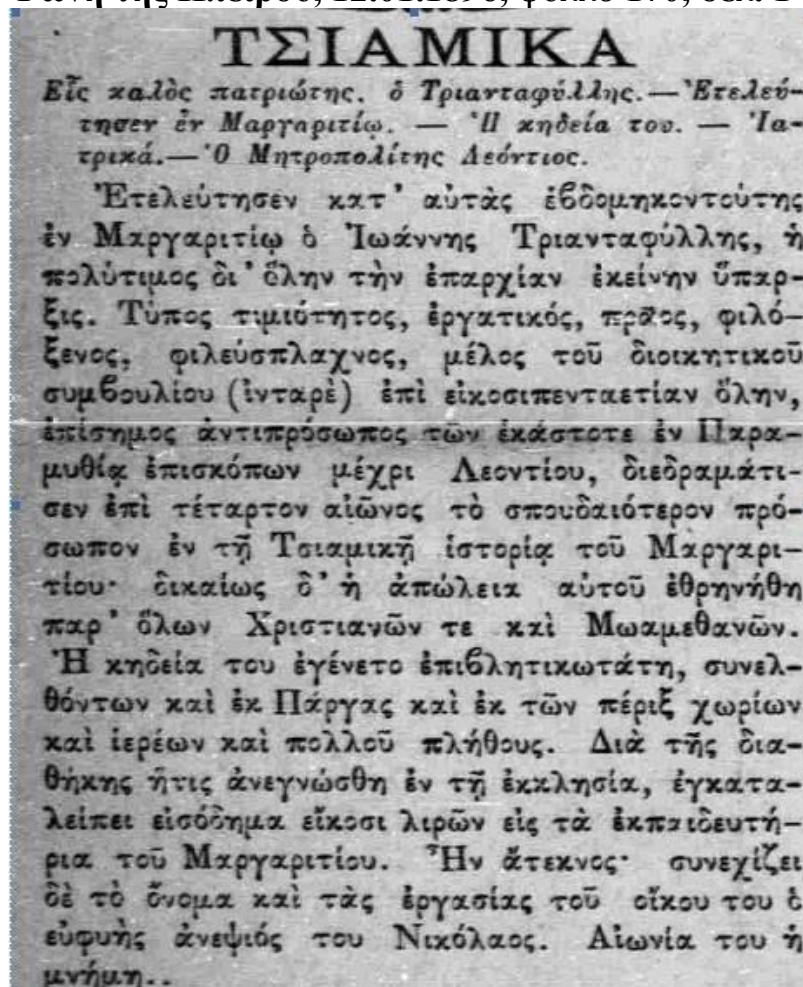 ΤΣΙΑΜΙΚΑ
Εἷς καλὸς πατριώτης. ὁ Τριανταφύλλης.—Ἐτελεύ-
τησεν ἐν Μαργαριτίῳ. — Ἡ κηδεία του. — Ἰα-
τρικά.—Ὁ Μητροπολίτης Λεόντιος.
Ἐτελεύτησεν κατ' αὐτὰς ἑβδομηκοντούτης
ἐν Μαργαριτίῳ ὁ Ἰωάννης Τριανταφύλλης, ἡ
πολύτιμος δι' ὅλην τὴν ἐπαρχίαν ἐκείνην ὕπαρ-
ξις. Τύπος τιμιότητος, ἐργατικός, πρᾶος, φιλό-
ξενος, φιλεύσπλαχνος, μέλος τοῦ διοικητικοῦ
συμβουλίου (ἰνταρὲ) ἐπὶ εἰκοσιπενταετίαν ὅλην,
ἐπίσημος ἀντιπρόσωπος τῶν ἑκάστοτε ἐν Παρα-
μυθίᾳ ἐπισκόπων μέχρι Λεοντίου, διεδραμάτι-
σεν ἐπὶ τέταρτον αἰῶνος τὸ σπουδαιότερον πρό-
σωπον ἐν τῇ Τσιαμικῇ ἱστορίᾳ τοῦ Μαργαρι-
τίου· δικαίως δ' ἡ ἀπώλεια αὐτοῦ ἐθρηνήθη
παρ' ὅλων Χριστιανῶν τε καὶ Μωαμεθανῶν.
Ἡ κηδεία του ἐγένετο ἐπιβλητικωτάτη, συνελ-
θόντων καὶ ἐκ Πάργας καὶ ἐκ τῶν πέριξ χωρίων
καὶ ἱερέων καὶ πολλοῦ πλήθους. Διὰ τῆς δια-
θήκης ἥτις ἀνεγνώσθη ἐν τῇ ἐκκλησίᾳ, ἐγκατα-
λείπει εἰσόδημα εἴκοσι λιρῶν εἰς τὰ ἐκπαιδευτή-
ρια τοῦ Μαργαριτίου. Ἦν ἄτεκνος· συνεχίζει
δὲ τὸ ὄνομα καὶ τὰς ἐργασίας τοῦ οἴκου του ὁ
εὐφυὴς ἀνεψιός του Νικόλαος. Αἰωνία του ἡ
μνήμη..